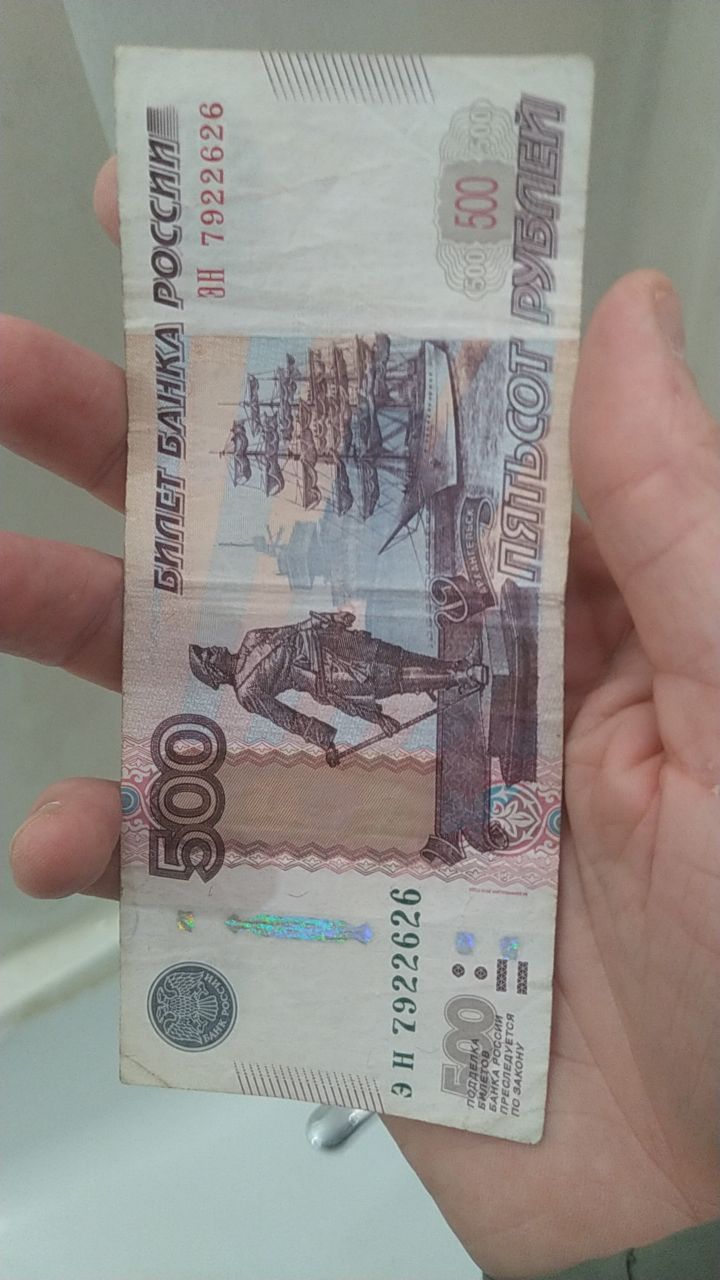 500
БИЛЕТ БАНКА РОССИИ
БАНК РОССИИ
ЭН 7922626
ЭН 7922626
500
ПОДДЕЛКА
БИЛЕТОВ
БАНКА РОССИИ
ПРЕСЛЕДУЕТСЯ
ПО ЗАКОНУ
АРХАНГЕЛЬСК
500 500 500
ПЯТЬСОТ РУБЛЕЙ